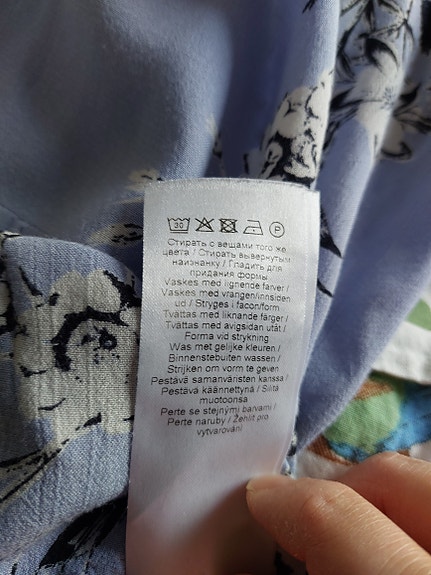 30 P
Стирать с вещами того же
цвета / Стирать вывернутым
наизнанку / Гладить для
придания формы
Vaskes med lignende farver /
Vaskes med vrangen/innsiden
ud / Stryges i facon/form
Tvättas med liknande färger /
Tvättas med avigsidan utåt /
Forma vid strykning
Was met gelijke kleuren /
Binnenstebuiten wassen /
Strijken om vorm te geven
Pestävä samanväristen kanssa /
Pestävä käännettynä / Silitä
muotoonsa
Perte se stejnými barvami /
Perte naruby / Žehlit pro
vytvarování